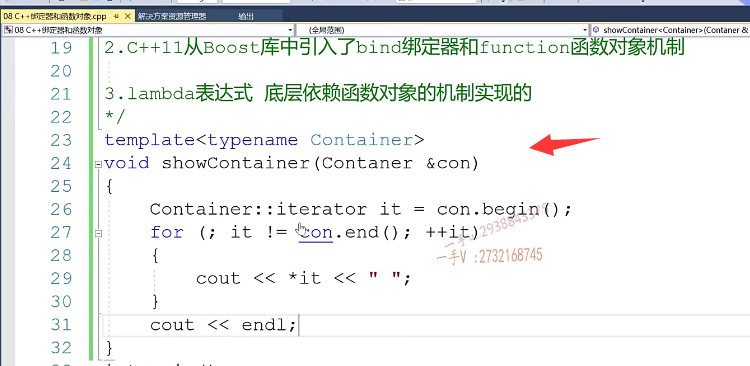 08 C++绑定器和函数对象.cpp 解决方案资源管理器 输出
08 C++绑定器和函数对象 (全局范围) showContainer<Container>(Contaner &
19 2.C++11从Boost库中引入了bind绑定器和function函数对象机制
20
21 3.lambda表达式 底层依赖函数对象的机制实现的
22 */
23 template<typename Container>
24 void showContainer(Contaner &con)
25 {
26 Container::iterator it = con.begin();
27 for (; it != con.end(); ++it)
28 {
29 cout << *it << " ";
30 }
31 cout << endl;
32 }
一手V :2732168745